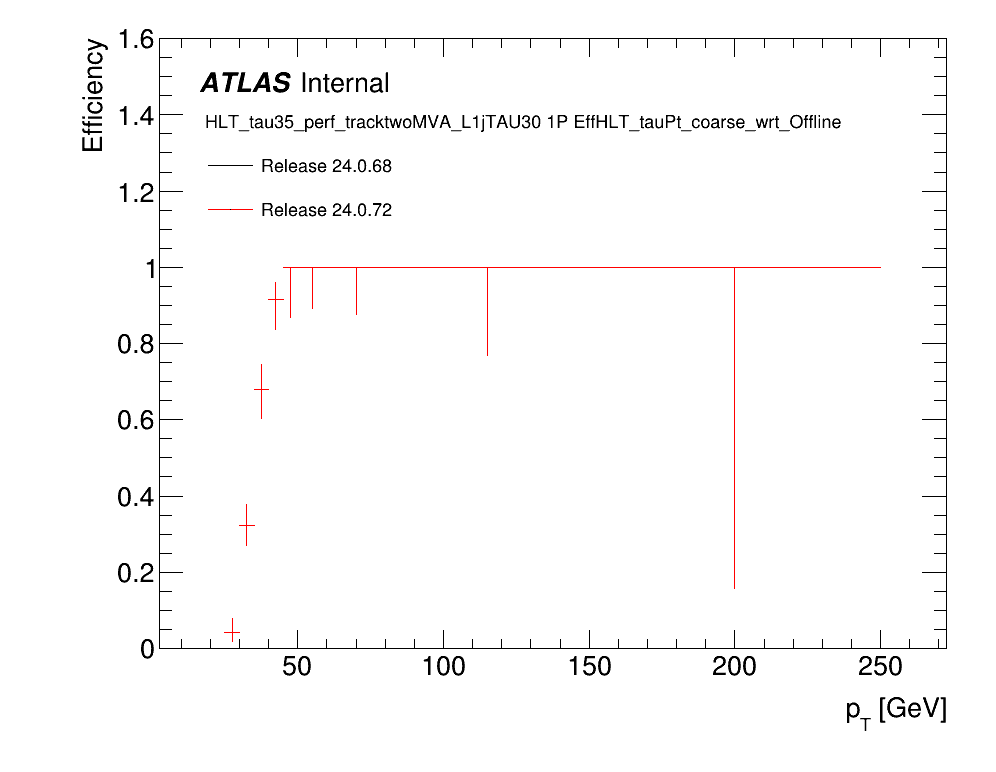 1.6
Efficiency
ATLAS Internal
HLT_tau35_perf_tracktwoMVA_L1jTAU30 1P EffHLT_tauPt_coarse_wrt_Offline
1.4
Release 24.0.68
1.2
Release 24.0.72
1
0.8
0.6
0.4
0.2
0
50 100 150 200 250
p_T [GeV]